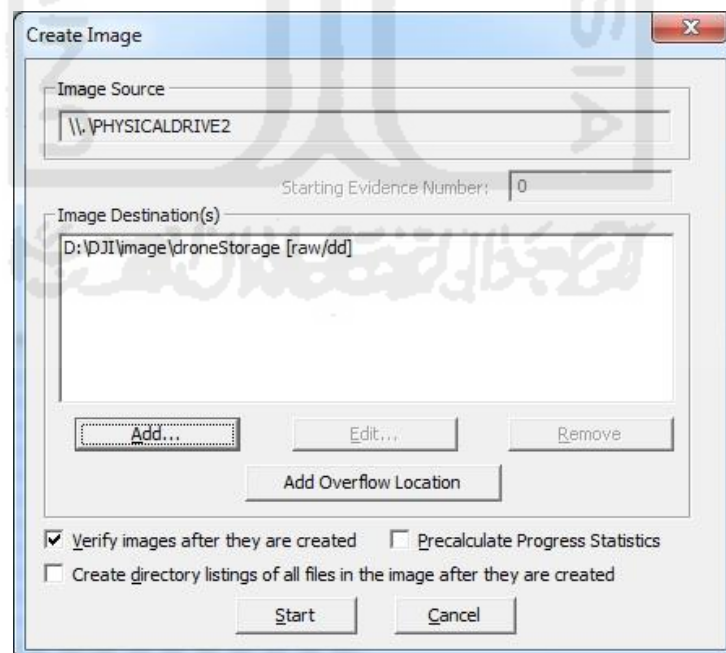 Create Image
Image Source
\\.\PHYSICALDRIVE2
Starting Evidence Number: 0
Image Destination(s)
D:\DJI\image\droneStorage [raw/dd]
Add...
Edit...
Remove
Add Overflow Location
Verify images after they are created
Precalculate Progress Statistics
Create directory listings of all files in the image after they are created
Start
Cancel